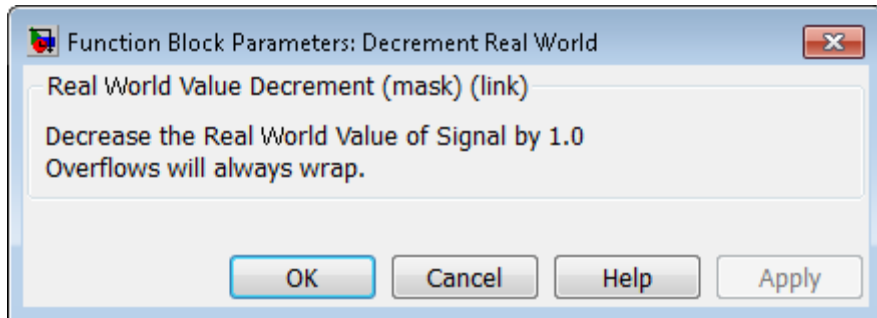 Function Block Parameters: Decrement Real World
Real World Value Decrement (mask) (link)
Decrease the Real World Value of Signal by 1.0
Overflows will always wrap.
OK Cancel Help Apply